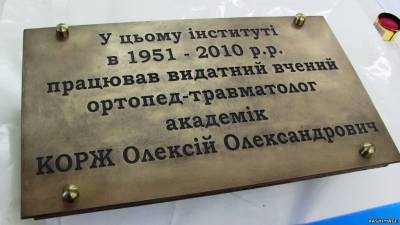 У цьому інституті
в 1951 - 2010 р.р.
працював видатний вчений
ортопед-травматолог
академік
КОРЖ Олексій Олександрович